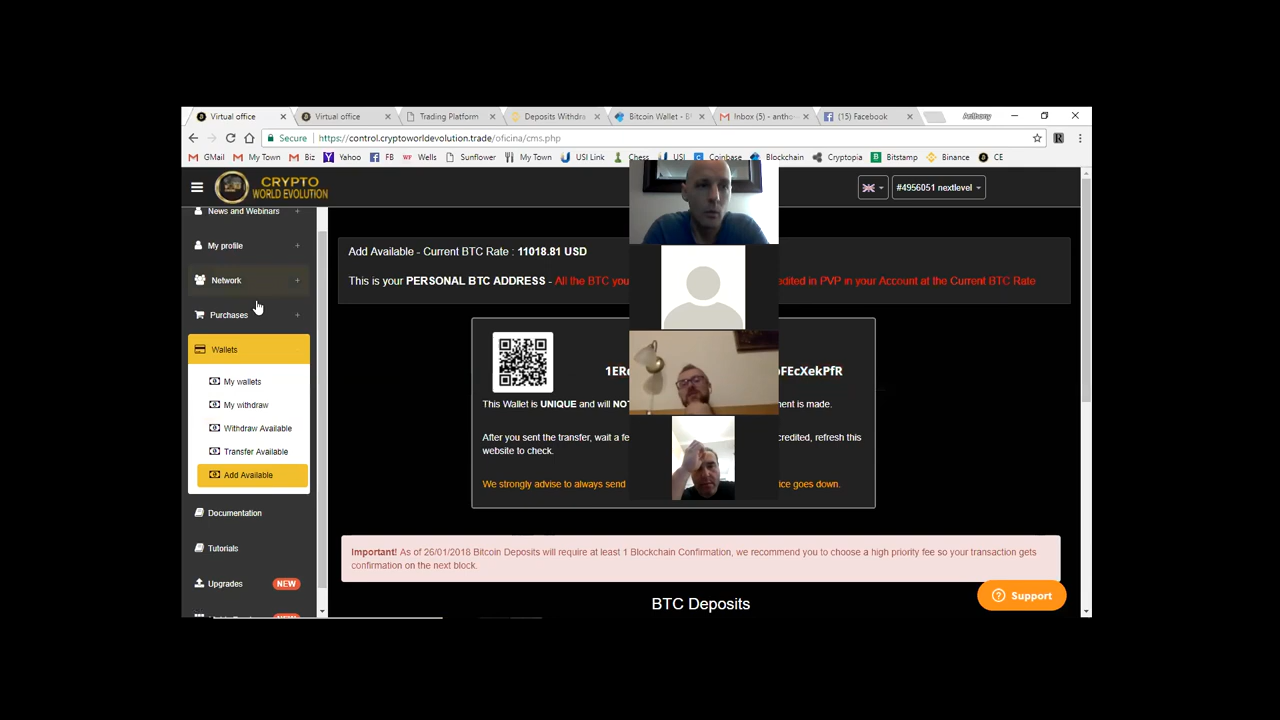 Virtual office
Virtual office
Trading Platform
Deposits Withdra
Bitcoin Wallet - B
Inbox (5) - antho
(15) Facebook
Anthony
Secure https://control.cryptoworldevolution.trade/oficina/cms.php
GMail My Town Biz Yahoo FB Wells Sunflower My Town USI Link Chess USI Coinbase Blockchain Cryptopia Bitstamp Binance CE
CRYPTO
WORLD EVOLUTION
#4956051 nextlevel
News and Webinars +
My profile +
Network +
Purchases +
Wallets
My wallets
My withdraw
Withdraw Available
Transfer Available
Add Available
Documentation
Tutorials
Upgrades NEW
Add Available - Current BTC Rate : 11018.81 USD
This is your PERSONAL BTC ADDRESS - All the BTC you edited in PVP in your Account at the Current BTC Rate
FEcXekPfR
This Wallet is UNIQUE and will ent is made.
After you sent the transfer, wait a fe credited, refresh this
website to check.
We strongly advise to always send ice goes down.
Important! As of 26/01/2018 Bitcoin Deposits will require at least 1 Blockchain Confirmation, we recommend you to choose a high priority fee so your transaction gets
confirmation on the next block.
BTC Deposits
Support